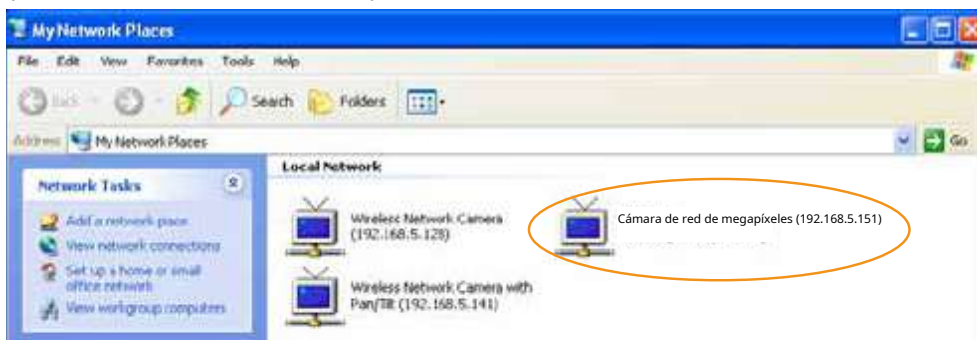 My Network Places
File Edit View Favorites Tools Help
Back Search Folders
Address My Network Places Go
Local Network
Network Tasks
Add a network place
View network connections
Set up a home or small
office network
View workgroup computers
Wireless Network Camera
(192.168.5.128)
Cámara de red de megapíxeles (192.168.5.151)
Wireless Network Camera with
Pan/Tilt (192.168.5.141)